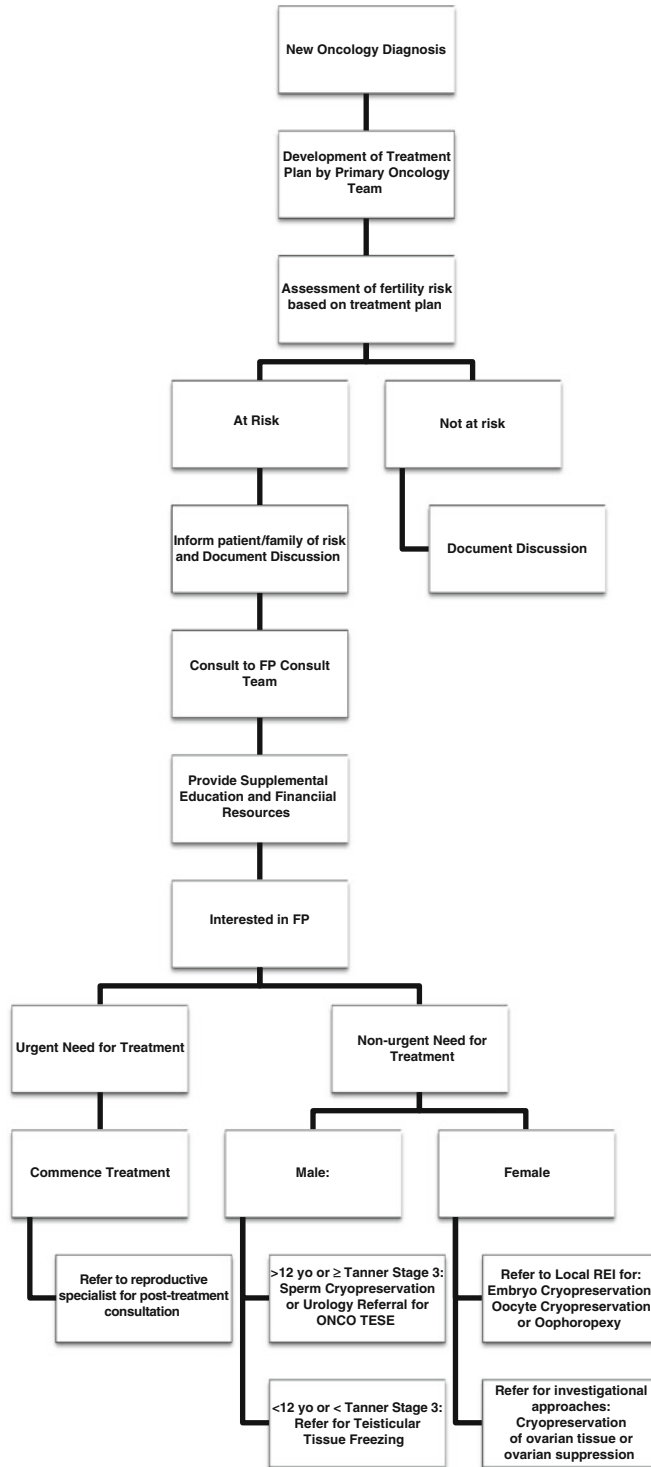 New Oncology Diagnosis
Development of Treatment
Plan by Primary Oncology
Team
Assessment of fertility risk
based on treatment plan
At Risk
Not at risk
Inform patient/family of risk
and Document Discussion
Document Discussion
Consult to FP Consult
Team
Provide Supplemental
Education and Financiial
Resources
Interested in FP
Urgent Need for Treatment
Non-urgent Need for
Treatment
Commence Treatment
Male:
Female
Refer to reproductive
specialist for post-treatment
consultation
>12 yo or ≥ Tanner Stage 3:
Sperm Cryopreservation
or Urology Referral for
ONCO TESE
Refer to Local REI for:
Embryo Cryopreservation
Oocyte Cryopreservation
or Oophoropexy
<12 yo or < Tanner Stage 3:
Refer for Teisticular
Tissue Freezing
Refer for investigational
approaches:
Cryopreservation
of ovarian tissue or
ovarian suppression